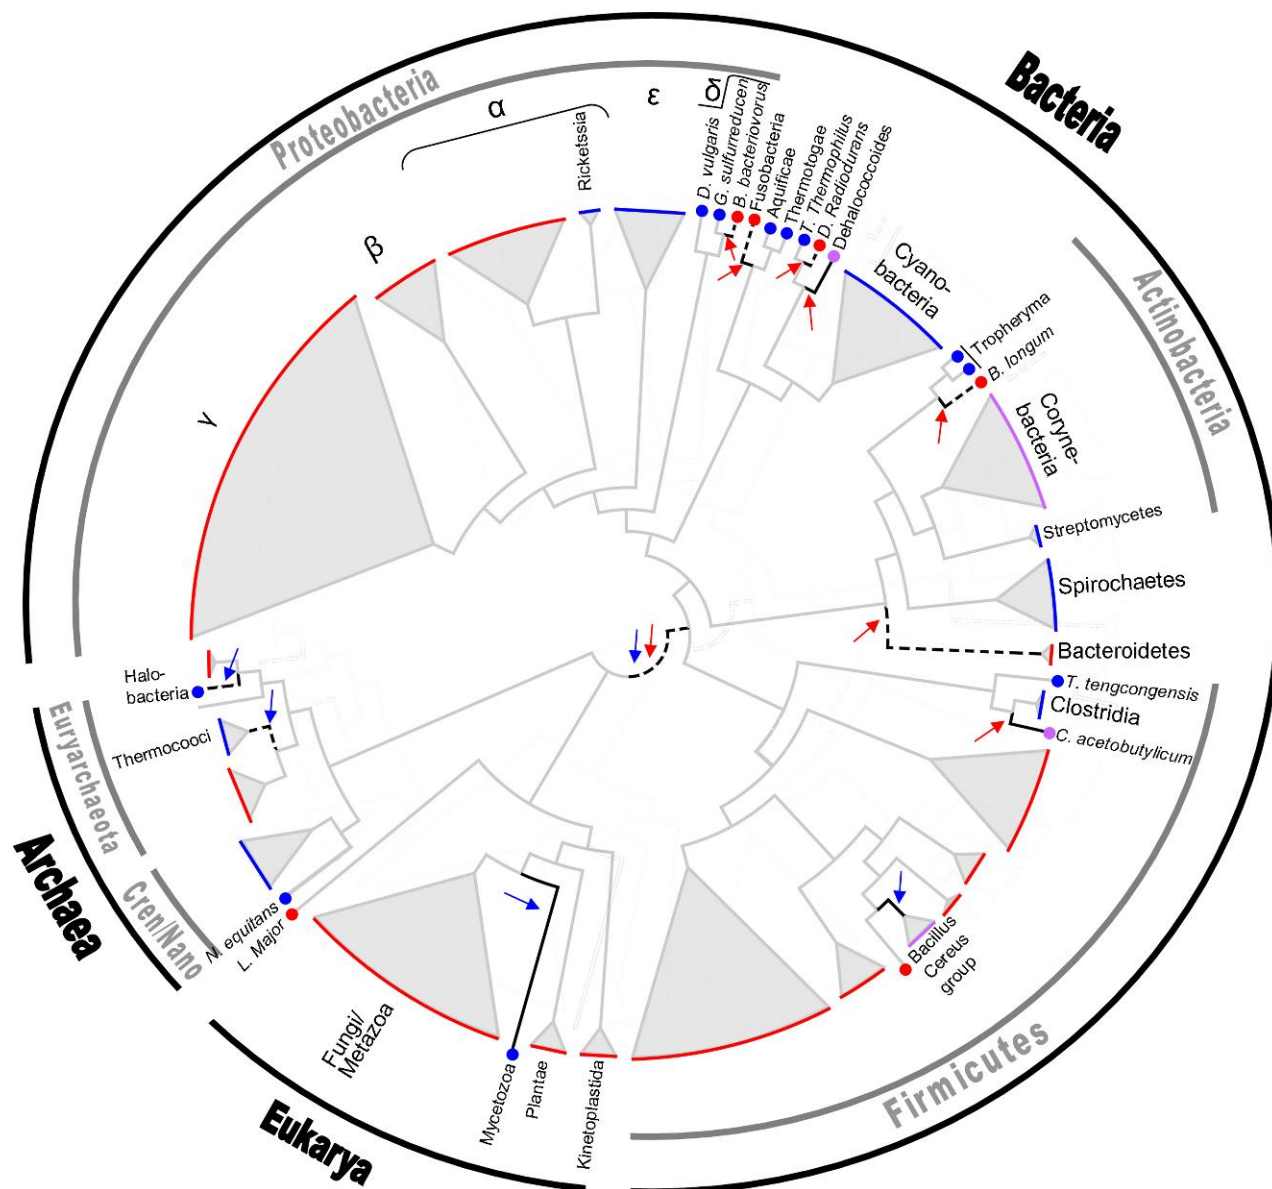 Bacteria
Proteobacteria
α
ε
δ
β
γ
Ricketssia
D. vulgaris
G. sulfurreducen
B. bacteriovorus
Fusobacteria
Aquificae
Thermotogae
T. Thermophilus
D. Radiodurans
Dehalococcoides
Cyano-
bacteria
Actinobacteria
Tropheryma
B. longum
Coryne-
bacteria
Streptomycetes
Spirochaetes
Bacteroidetes
T. tengcongensis
Clostridia
C. acetobutylicum
Firmicutes
Bacillus
Cereus
group
Kinetoplastida
Plantae
Mycetozoa
Fungi/
Metazoa
Eukarya
L. Major
N. equitans
Cren/Nano
Archaea
Euryarchaeota
Thermocooci
Halo-
bacteria